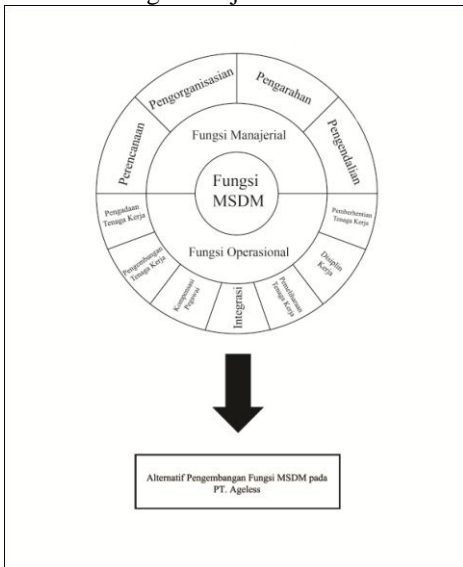 Pengorganisasian
Pengarahan
Perencanaan
Pengendalian
Fungsi Manajerial
Fungsi
MSDM
Fungsi Operasional
Pengadaan
Tenaga Kerja
Pengembangan
Tenaga Kerja
Kompensasi
Pegawai
Integrasi
Pemeliharaan
Tenaga Kerja
Disiplin
Kerja
Pemberhentian
Tenaga Kerja
Alternatif Pengembangan Fungsi MSDM pada
PT. Ageless